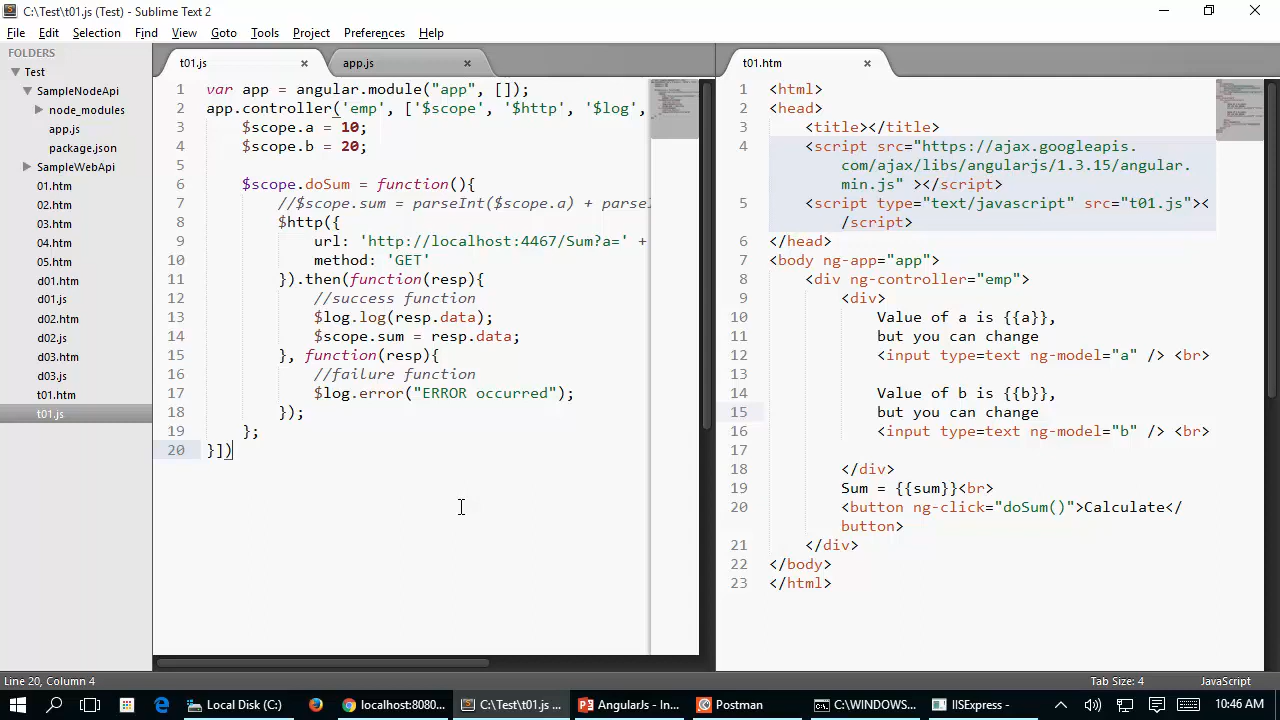 C:\Test\t01.js (Test) - Sublime Text 2
File Edit Selection Find View Goto Tools Project Preferences Help
FOLDERS
Test
SampleNodeApi
node_modules
app.js
package.json
SampleWebApi
01.htm
02.htm
03.htm
04.htm
05.htm
d01.htm
d01.js
d02.htm
d02.js
d03.htm
d03.js
t01.htm
t01.js
t01.js
app.js
1 var app = angular.module("app", []);
2 app.controller('emp', ['$scope', '$http', '$log',
3 $scope.a = 10;
4 $scope.b = 20;
5
6 $scope.doSum = function(){
7 //$scope.sum = parseInt($scope.a) +
8 $http({
9 url: 'http://localhost:4467/Sum?a=' +
10 method: 'GET'
11 }).then(function(resp){
12 //success function
13 $log.log(resp.data);
14 $scope.sum = resp.data;
15 }, function(resp){
16 //failure function
17 $log.error("ERROR occurred");
18 });
19 };
20 }])
t01.htm
1 <html>
2 <head>
3 <title></title>
4 <script src="https://ajax.googleapis.
com/ajax/libs/angularjs/1.3.15/angular.
min.js" ></script>
5 <script type="text/javascript" src="t01.js"><
/script>
6 </head>
7 <body ng-app="app">
8 <div ng-controller="emp">
9 <div>
10 Value of a is {{a}},
11 but you can change
12 <input type=text ng-model="a" /> <br>
13
14 Value of b is {{b}},
15 but you can change
16 <input type=text ng-model="b" /> <br>
17
18 </div>
19 Sum = {{sum}}<br>
20 <button ng-click="doSum()">Calculate</
button>
21 </div>
22 </body>
23 </html>
Line 20, Column 4
Tab Size: 4
JavaScript
Local Disk (C:)
localhost:8080...
C:\Test\t01.js ...
AngularJs - In...
Postman
C:\WINDOWS...
IISExpress -
10:46 AM